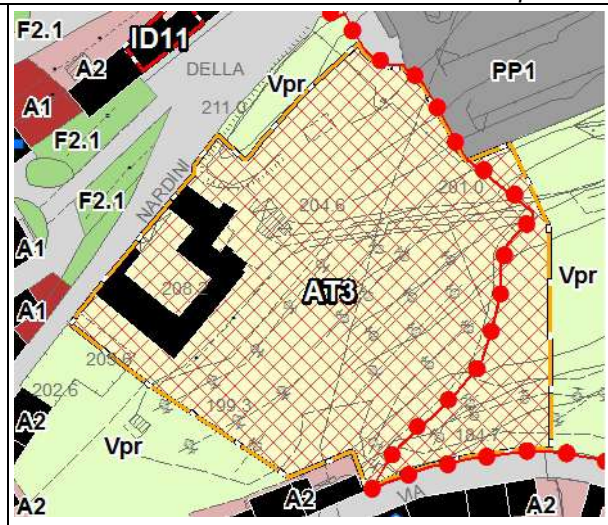 F2.1
ID11
A2
DELLA
Vpr
PP1
A1
211.0
F2.1
F2.1
NARDINI
204.6
201.0
A1
AT3
Vpr
208.2
A1
209.6
202.6
199.3
184.7
Vpr
A2
A2
VIA
A2
A2